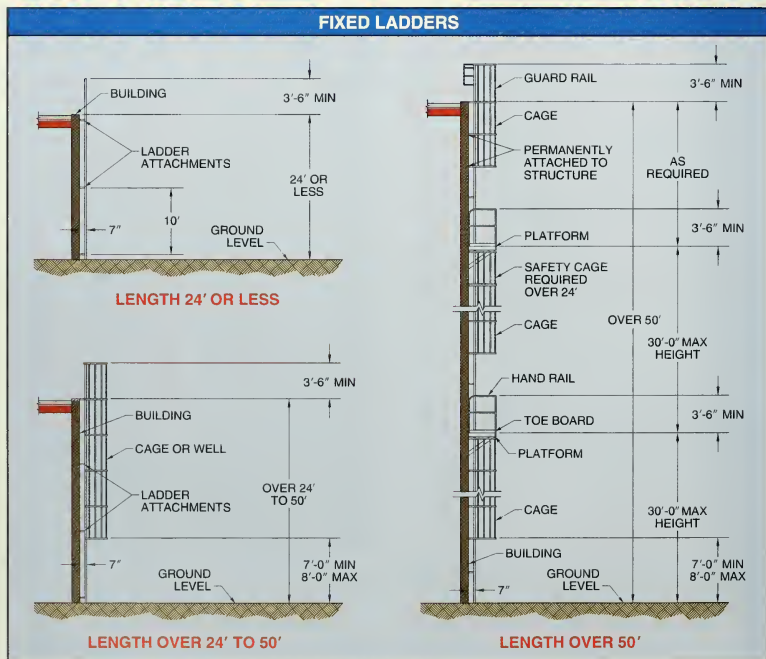 FIXED LADDERS
BUILDING
3'-6" MIN
LADDER
ATTACHMENTS
24' OR
LESS
10'
7"
GROUND
LEVEL
LENGTH 24' OR LESS
3'-6" MIN
BUILDING
CAGE OR WELL
OVER 24'
TO 50'
LADDER
ATTACHMENTS
7"
7'-0" MIN
8'-0" MAX
GROUND
LEVEL
LENGTH OVER 24' TO 50'
GUARD RAIL
3'-6" MIN
CAGE
PERMANENTLY
ATTACHED TO
STRUCTURE
AS
REQUIRED
3'-6" MIN
PLATFORM
SAFETY CAGE
REQUIRED
OVER 24'
OVER 50'
CAGE
30'-0" MAX
HEIGHT
HAND RAIL
3'-6" MIN
TOE BOARD
PLATFORM
30'-0" MAX
HEIGHT
CAGE
BUILDING
7'-0" MIN
8'-0" MAX
7"
GROUND
LEVEL
LENGTH OVER 50'